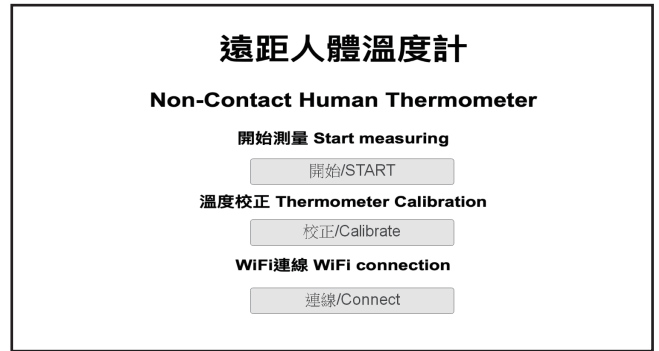 遠距人體溫度計
Non-Contact Human Thermometer
開始測量 Start measuring
開始/START
溫度校正 Thermometer Calibration
校正/Calibrate
WiFi連線 WiFi connection
連線/Connect